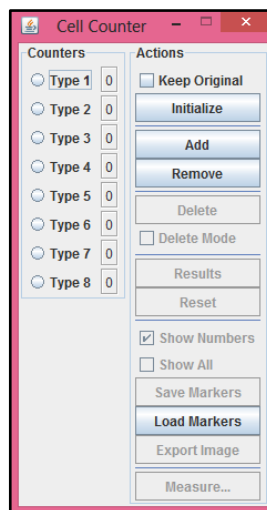 Cell Counter
Counters
Type 1 0
Type 2 0
Type 3 0
Type 4 0
Type 5 0
Type 6 0
Type 7 0
Type 8 0
Actions
Keep Original
Initialize
Add
Remove
Delete
Delete Mode
Results
Reset
Show Numbers
Show All
Save Markers
Load Markers
Export Image
Measure...